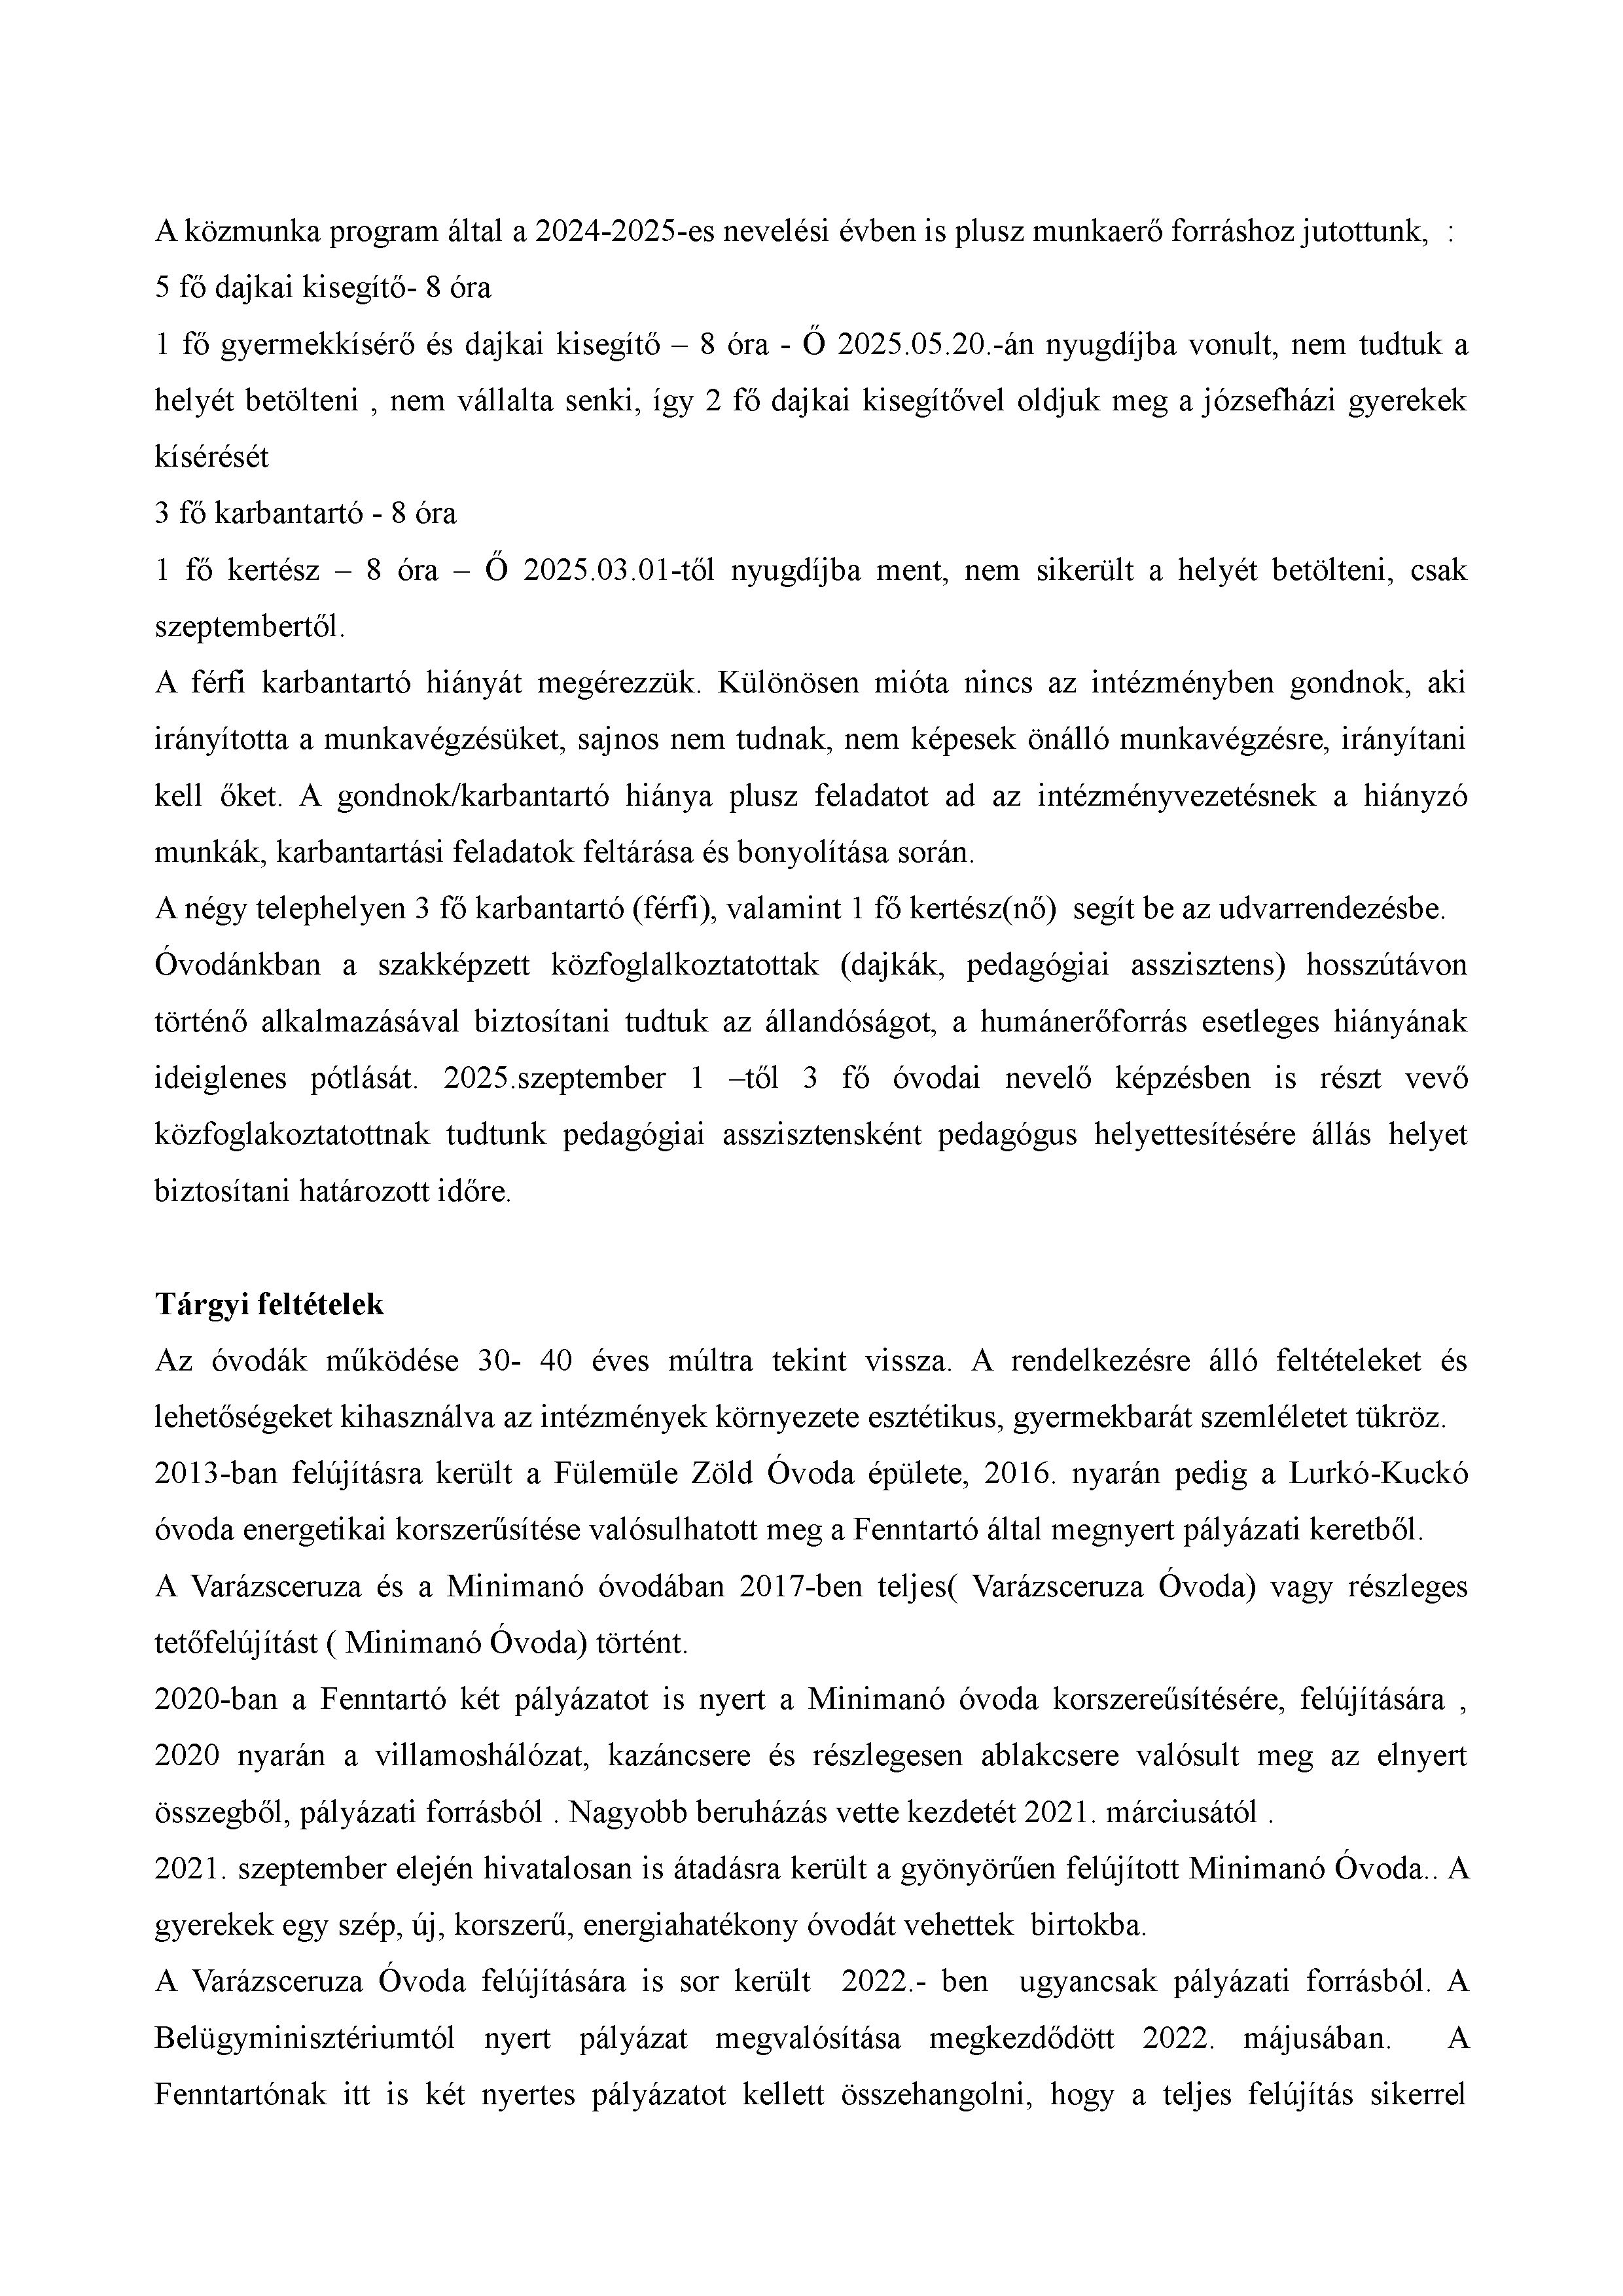 A közmunka program által a 2024-2025-es nevelési évben is plusz munkaerő forráshoz jutottunk,  :
5 fő dajkai kisegítő- 8 óra
1 fő gyermekkísérő és dajkai kisegítő – 8 óra - Ő 2025.05.20.-án nyugdíjba vonult, nem tudtuk a
helyét betölteni , nem vállalta senki, így 2 fő dajkai kisegítővel oldjuk meg a józsefházi gyerekek
kísérését
3 fő karbantartó - 8 óra
1 fő kertész – 8 óra – Ő 2025.03.01-től nyugdíjba ment, nem sikerült a helyét betölteni, csak
szeptembertől.
A férfi karbantartó hiányát megérezzük. Különösen mióta nincs az intézményben gondnok, aki
irányította a munkavégzésüket, sajnos nem tudnak, nem képesek önálló munkavégzésre, irányítani
kell őket. A gondnok/karbantartó hiánya plusz feladatot ad az intézményvezetésnek a hiányzó
munkák, karbantartási feladatok feltárása és bonyolítása során.
A négy telephelyen 3 fő karbantartó (férfi), valamint 1 fő kertész(nő)  segít be az udvarrendezésbe.
Óvodánkban a szakképzett közfoglalkoztatottak (dajkák, pedagógiai asszisztens) hosszútávon
történő alkalmazásával biztosítani tudtuk az állandóságot, a humánerőforrás esetleges hiányának
ideiglenes pótlását. 2025.szeptember 1 –től 3 fő óvodai nevelő képzésben is részt vevő
közfoglakoztatottnak tudtunk pedagógiai asszisztensként pedagógus helyettesítésére állás helyet
biztosítani határozott időre.
Tárgyi feltételek
Az óvodák működése 30- 40 éves múltra tekint vissza. A rendelkezésre álló feltételeket és
lehetőségeket kihasználva az intézmények környezete esztétikus, gyermekbarát szemléletet tükröz.
2013-ban felújításra került a Fülemüle Zöld Óvoda épülete, 2016. nyarán pedig a Lurkó-Kuckó
óvoda energetikai korszerűsítése valósulhatott meg a Fenntartó által megnyert pályázati keretből.
A Varázsceruza és a Minimanó óvodában 2017-ben teljes( Varázsceruza Óvoda) vagy részleges
tetőfelújítást ( Minimanó Óvoda) történt.
2020-ban a Fenntartó két pályázatot is nyert a Minimanó óvoda korszereűsítésére, felújítására ,
2020 nyarán a villamoshálózat, kazáncsere és részlegesen ablakcsere valósult meg az elnyert
összegből, pályázati forrásból . Nagyobb beruházás vette kezdetét 2021. márciusától .
2021. szeptember elején hivatalosan is átadásra került a gyönyörűen felújított Minimanó Óvoda.. A
gyerekek egy szép, új, korszerű, energiahatékony óvodát vehettek  birtokba.
A Varázsceruza Óvoda felújítására is sor került  2022.- ben  ugyancsak pályázati forrásból. A
Belügyminisztériumtól nyert pályázat megvalósítása megkezdődött 2022. májusában.  A
Fenntartónak itt is két nyertes pályázatot kellett összehangolni, hogy a teljes felújítás sikerrel